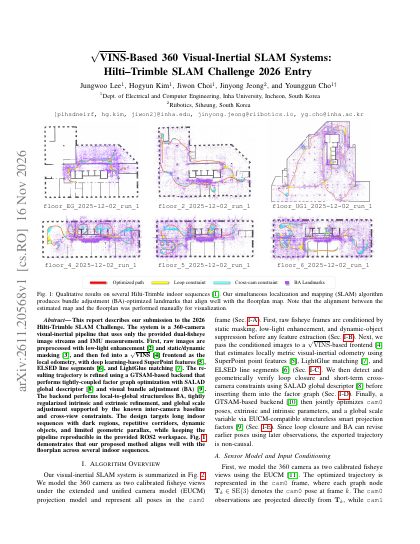 √VINS-Based 360 Visual-Inertial SLAM Systems:
Hilti–Trimble SLAM Challenge 2026 Entry
Jungwoo Lee¹, Hogyun Kim¹, Jiwon Choi¹, Jinyong Jeong², and Younggun Cho¹†
¹Dept. of Electrical and Computer Engineering, Inha University, Incheon, South Korea
²Riibotics, Siheung, South Korea
floor_EG_2025-12-02_run_1
floor_2_2025-12-02_run_1
floor_UG1_2025-12-02_run_1
floor_4_2025-12-02_run_1
floor_5_2025-12-02_run_1
floor_6_2025-12-02_run_1
Optimized path
Loop constraint
Cross-cam constraint
BA Landmarks
Fig. 1: Qualitative results on several Hilti-Trimble indoor sequences [1]. Our simultaneous localization and mapping (SLAM) algorithm
produces bundle adjustment (BA)-optimized landmarks that align well with the floorplan map. Note that the alignment between the
estimated map and the floorplan was performed manually for visualization.
Abstract— This report describes our submission to the 2026
Hilti-Trimble SLAM Challenge. The system is a 360-camera
visual-inertial pipeline that uses only the provided dual-fisheye
image streams and IMU measurements. First, raw images are
preprocessed with low-light enhancement [2] and static/dynamic
masking [3], and then fed into a √VINS [4] frontend as the
local odometry, with deep learning-based SuperPoint features [5],
ELSED line segments [6], and LightGlue matching [7]. The re-
sulting trajectory is refined using a GTSAM-based backend that
performs tightly-coupled factor graph optimization with SALAD
global descriptor [8] and visual bundle adjustment (BA) [9].
The backend performs local-to-global structureless BA, tightly
regularized intrinsic and extrinsic refinement, and global scale
adjustment supported by the known inter-camera baseline
and cross-view constraints. The design targets long indoor
sequences with dark regions, repetitive corridors, dynamic
objects, and limited geometric parallax, while keeping the
pipeline reproducible in the provided ROS2 workspace. Fig. 1
demonstrates that our proposed method aligns well with the
floorplan across several indoor sequences.
I. ALGORITHM OVERVIEW
Our visual-inertial SLAM system is summarized in Fig. 2.
We model the 360 camera as two calibrated fisheye views
under the extended and unified camera model (EUCM)
projection model and represent all poses in the cam0
frame (Sec. I-A). First, raw fisheye frames are conditioned by
static masking, low-light enhancement, and dynamic-object
suppression before any feature extraction (Sec. I-B). Next, we
pass the conditioned images to a √VINS-based frontend [4]
that estimates locally metric visual-inertial odometry using
SuperPoint features [5], LightGlue matching [7], and
ELSED line segments [6] (Sec. I-C). We then detect and
geometrically verify loop closure and short-term cross-
camera constraints using SALAD global descriptor [8] before
inserting them into the factor graph (Sec. I-D). Finally, a
GTSAM-based backend [10] then jointly optimizes cam0
poses, extrinsic and intrinsic parameters, and a global scale
variable via EUCM-compatible structureless smart projection
factors [9] (Sec. I-E). Since loop closure and BA can revise
earlier poses using later observations, the exported trajectory
is non-causal.
A. Sensor Model and Input Conditioning
First, we model the 360 camera as two calibrated fisheye
views using the EUCM [11]. The optimized trajectory is
represented in the cam0 frame, where each graph node
Tₖ ∈ SE(3) denotes the cam0 pose at frame k. The cam0
observations are projected directly from Tₖ, while cam1
arXiv:2611.20568v1 [cs.RO] 16 Nov 2026